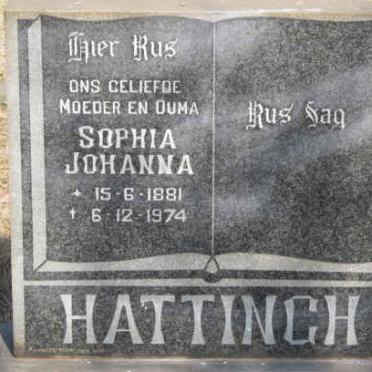 Hier Rus
ONS GELIEFDE
MOEDER EN OUMA
SOPHIA
JOHANNA
* 15-6-1881
† 6-12-1974
Rus Sag
HATTINGH